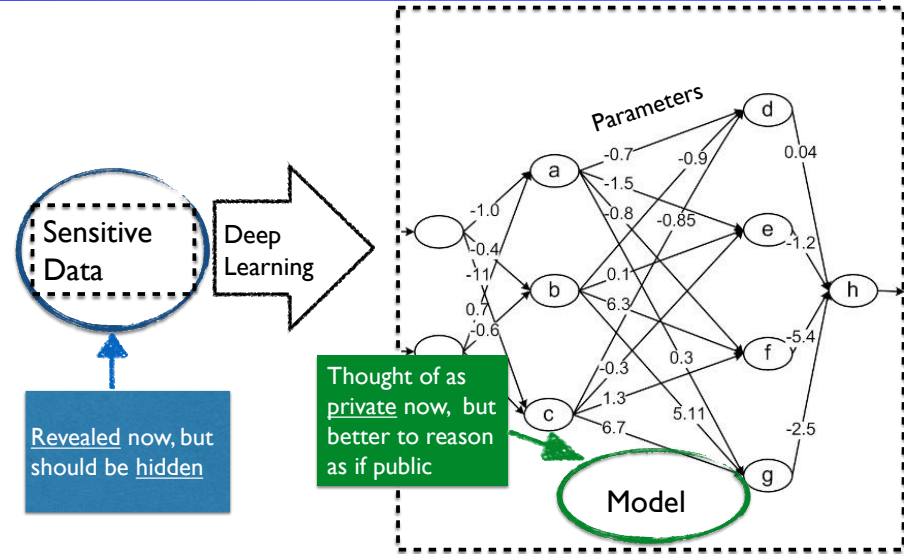 Sensitive
Data
Deep
Learning
Revealed now, but
should be hidden
Thought of as
private now, but
better to reason
as if public
Parameters
Model
a
b
c
d
e
f
g
h
-1.0
-0.4
-11
0.7
-0.6
-0.7
-1.5
-0.8
-0.9
-0.85
0.1
6.3
0.3
-0.3
1.3
5.11
6.7
0.04
-1.2
-5.4
-2.5